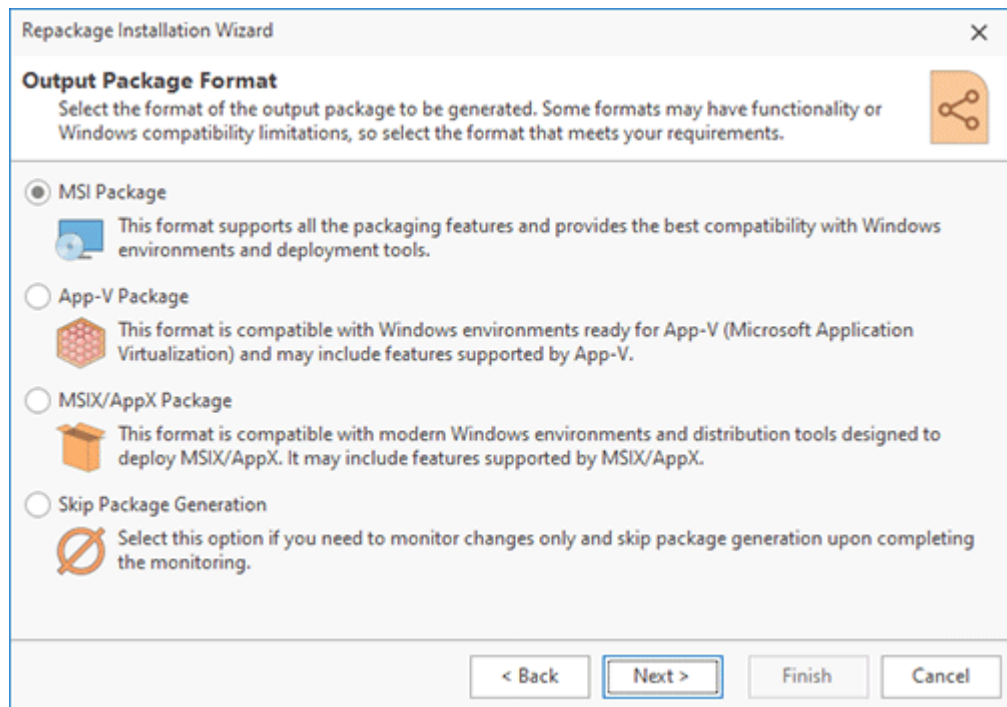 Repackage Installation Wizard
Output Package Format
Select the format of the output package to be generated. Some formats may have functionality or
Windows compatibility limitations, so select the format that meets your requirements.
MSI Package
This format supports all the packaging features and provides the best compatibility with Windows
environments and deployment tools.
App-V Package
This format is compatible with Windows environments ready for App-V (Microsoft Application
Virtualization) and may include features supported by App-V.
MSIX/AppX Package
This format is compatible with modern Windows environments and distribution tools designed to
deploy MSIX/AppX. It may include features supported by MSIX/AppX.
Skip Package Generation
Select this option if you need to monitor changes only and skip package generation upon completing
the monitoring.
< Back Next > Finish Cancel